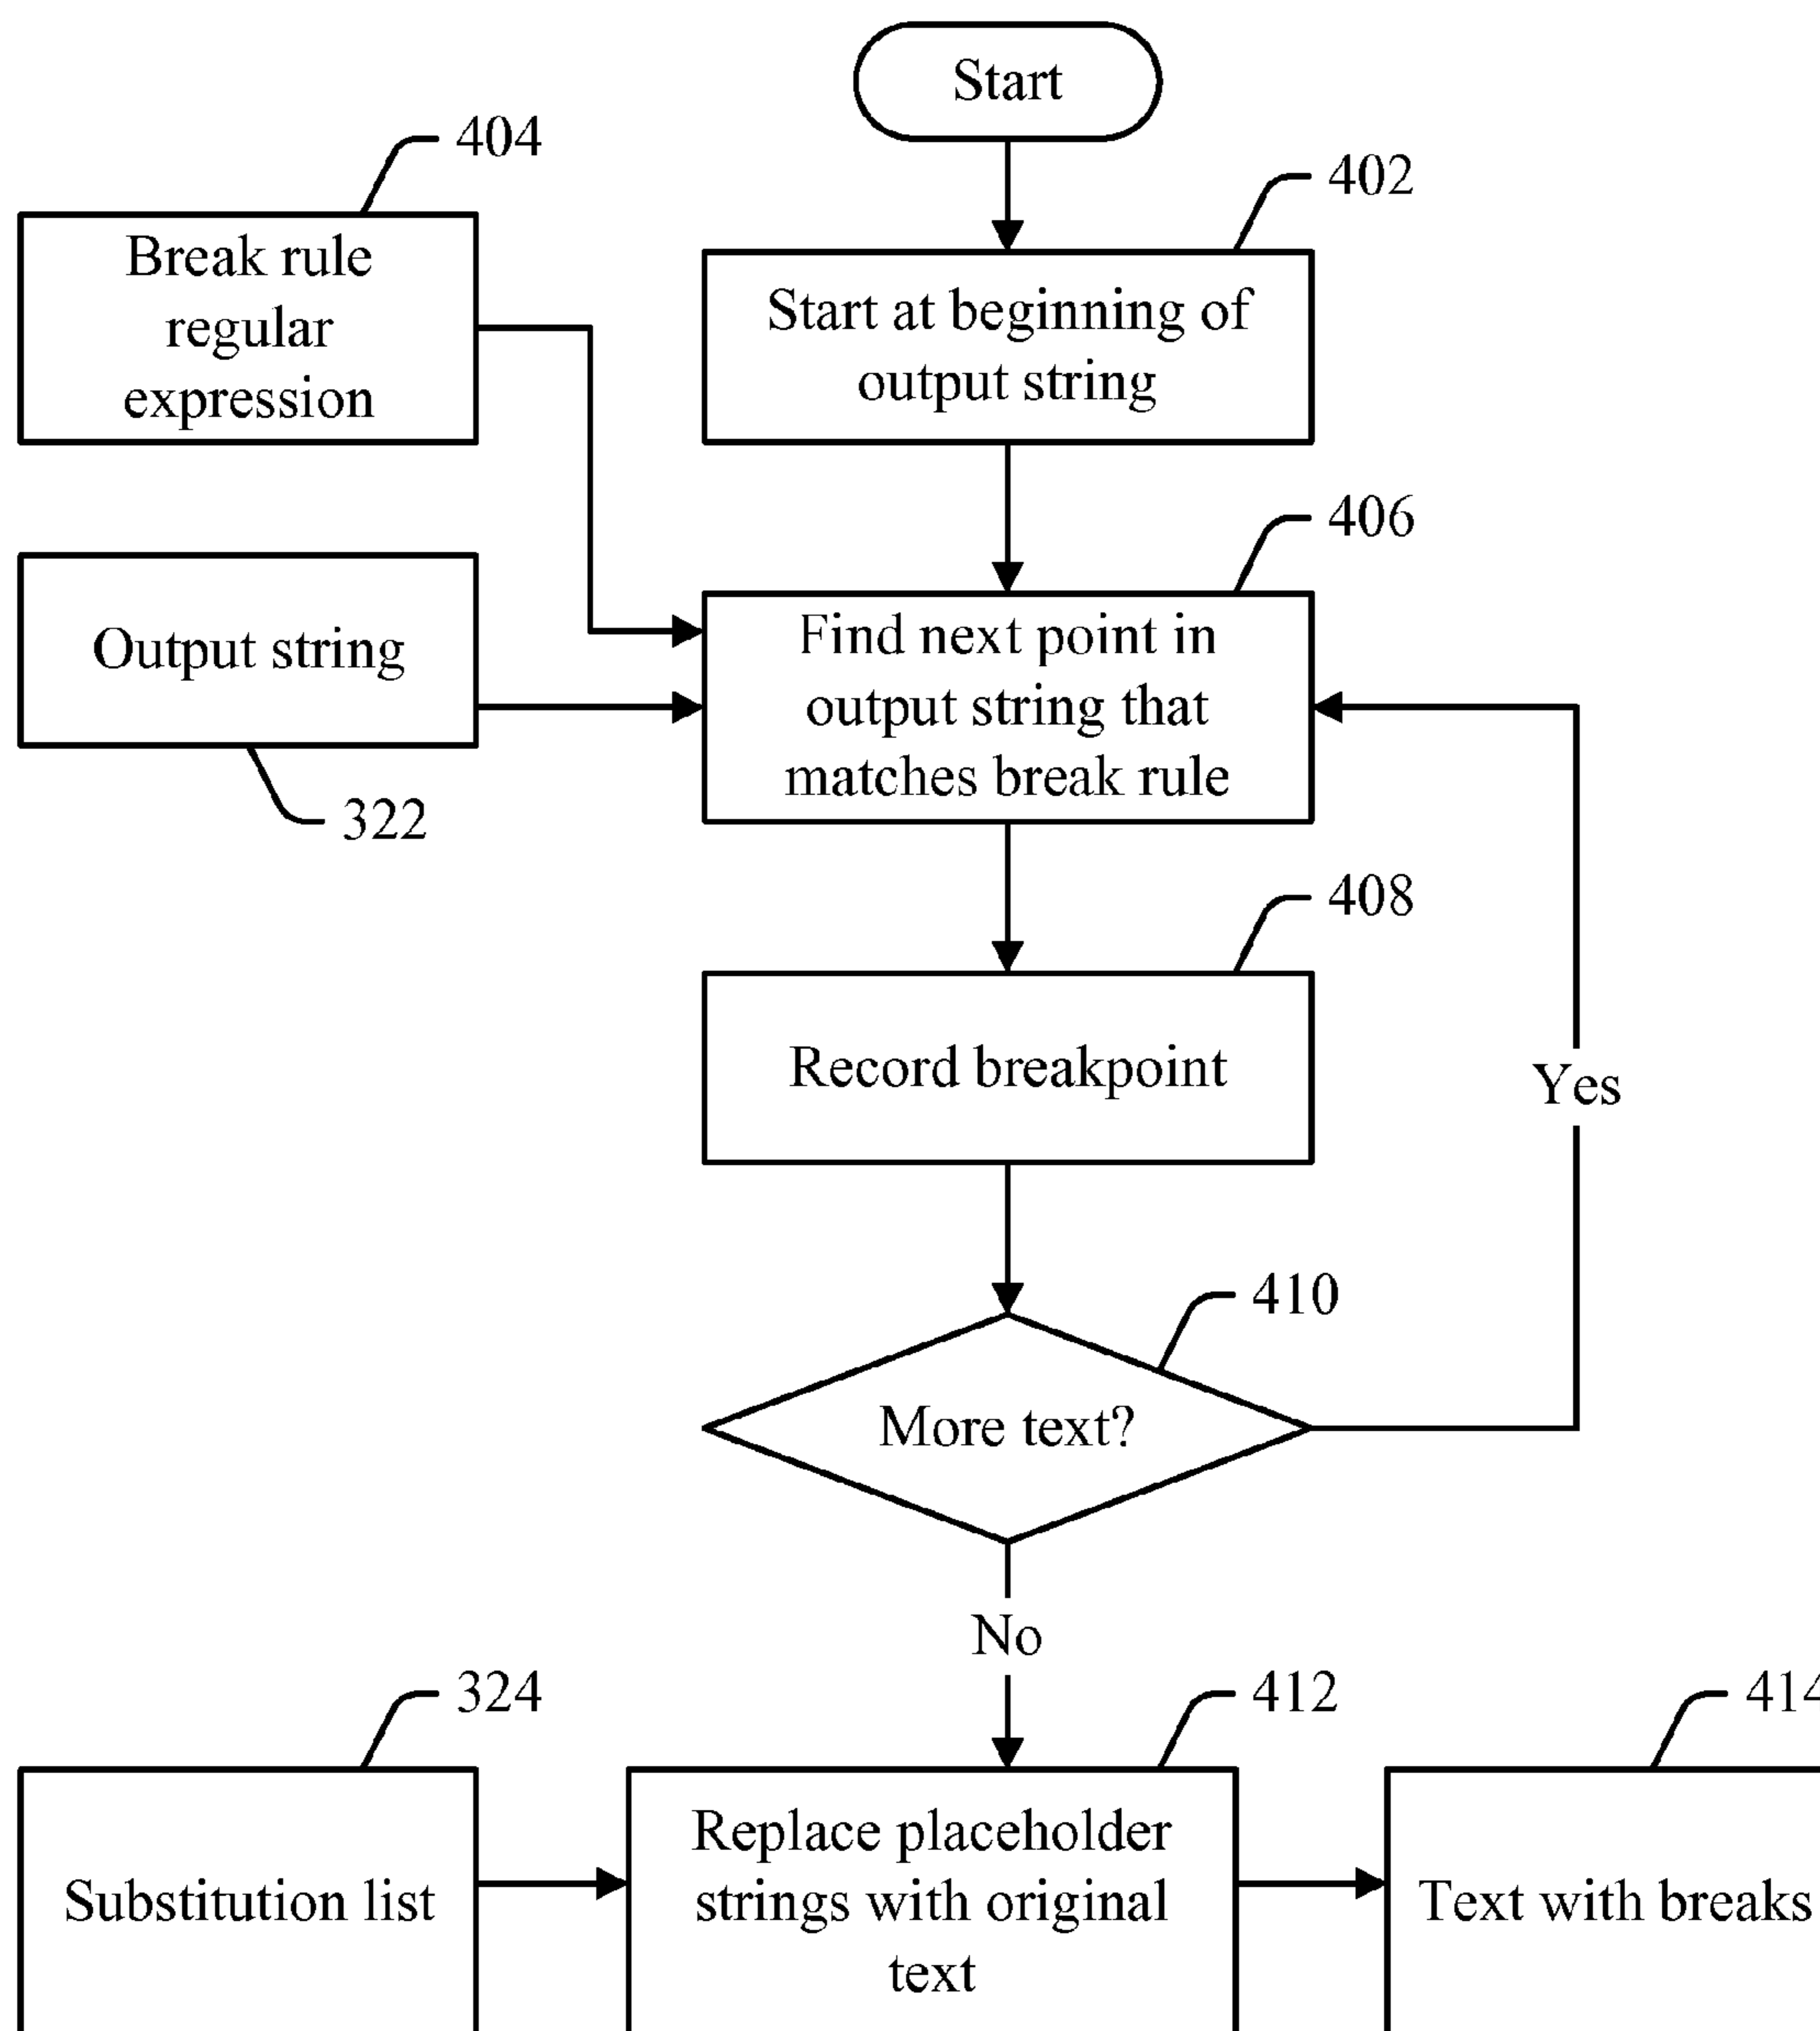 Start
404
402
Break rule
regular
expression
Start at beginning of
output string
406
Output string
322
Find next point in
output string that
matches break rule
408
Record breakpoint
Yes
410
More text?
No
324
412
414
Substitution list
Replace placeholder
strings with original
text
Text with breaks